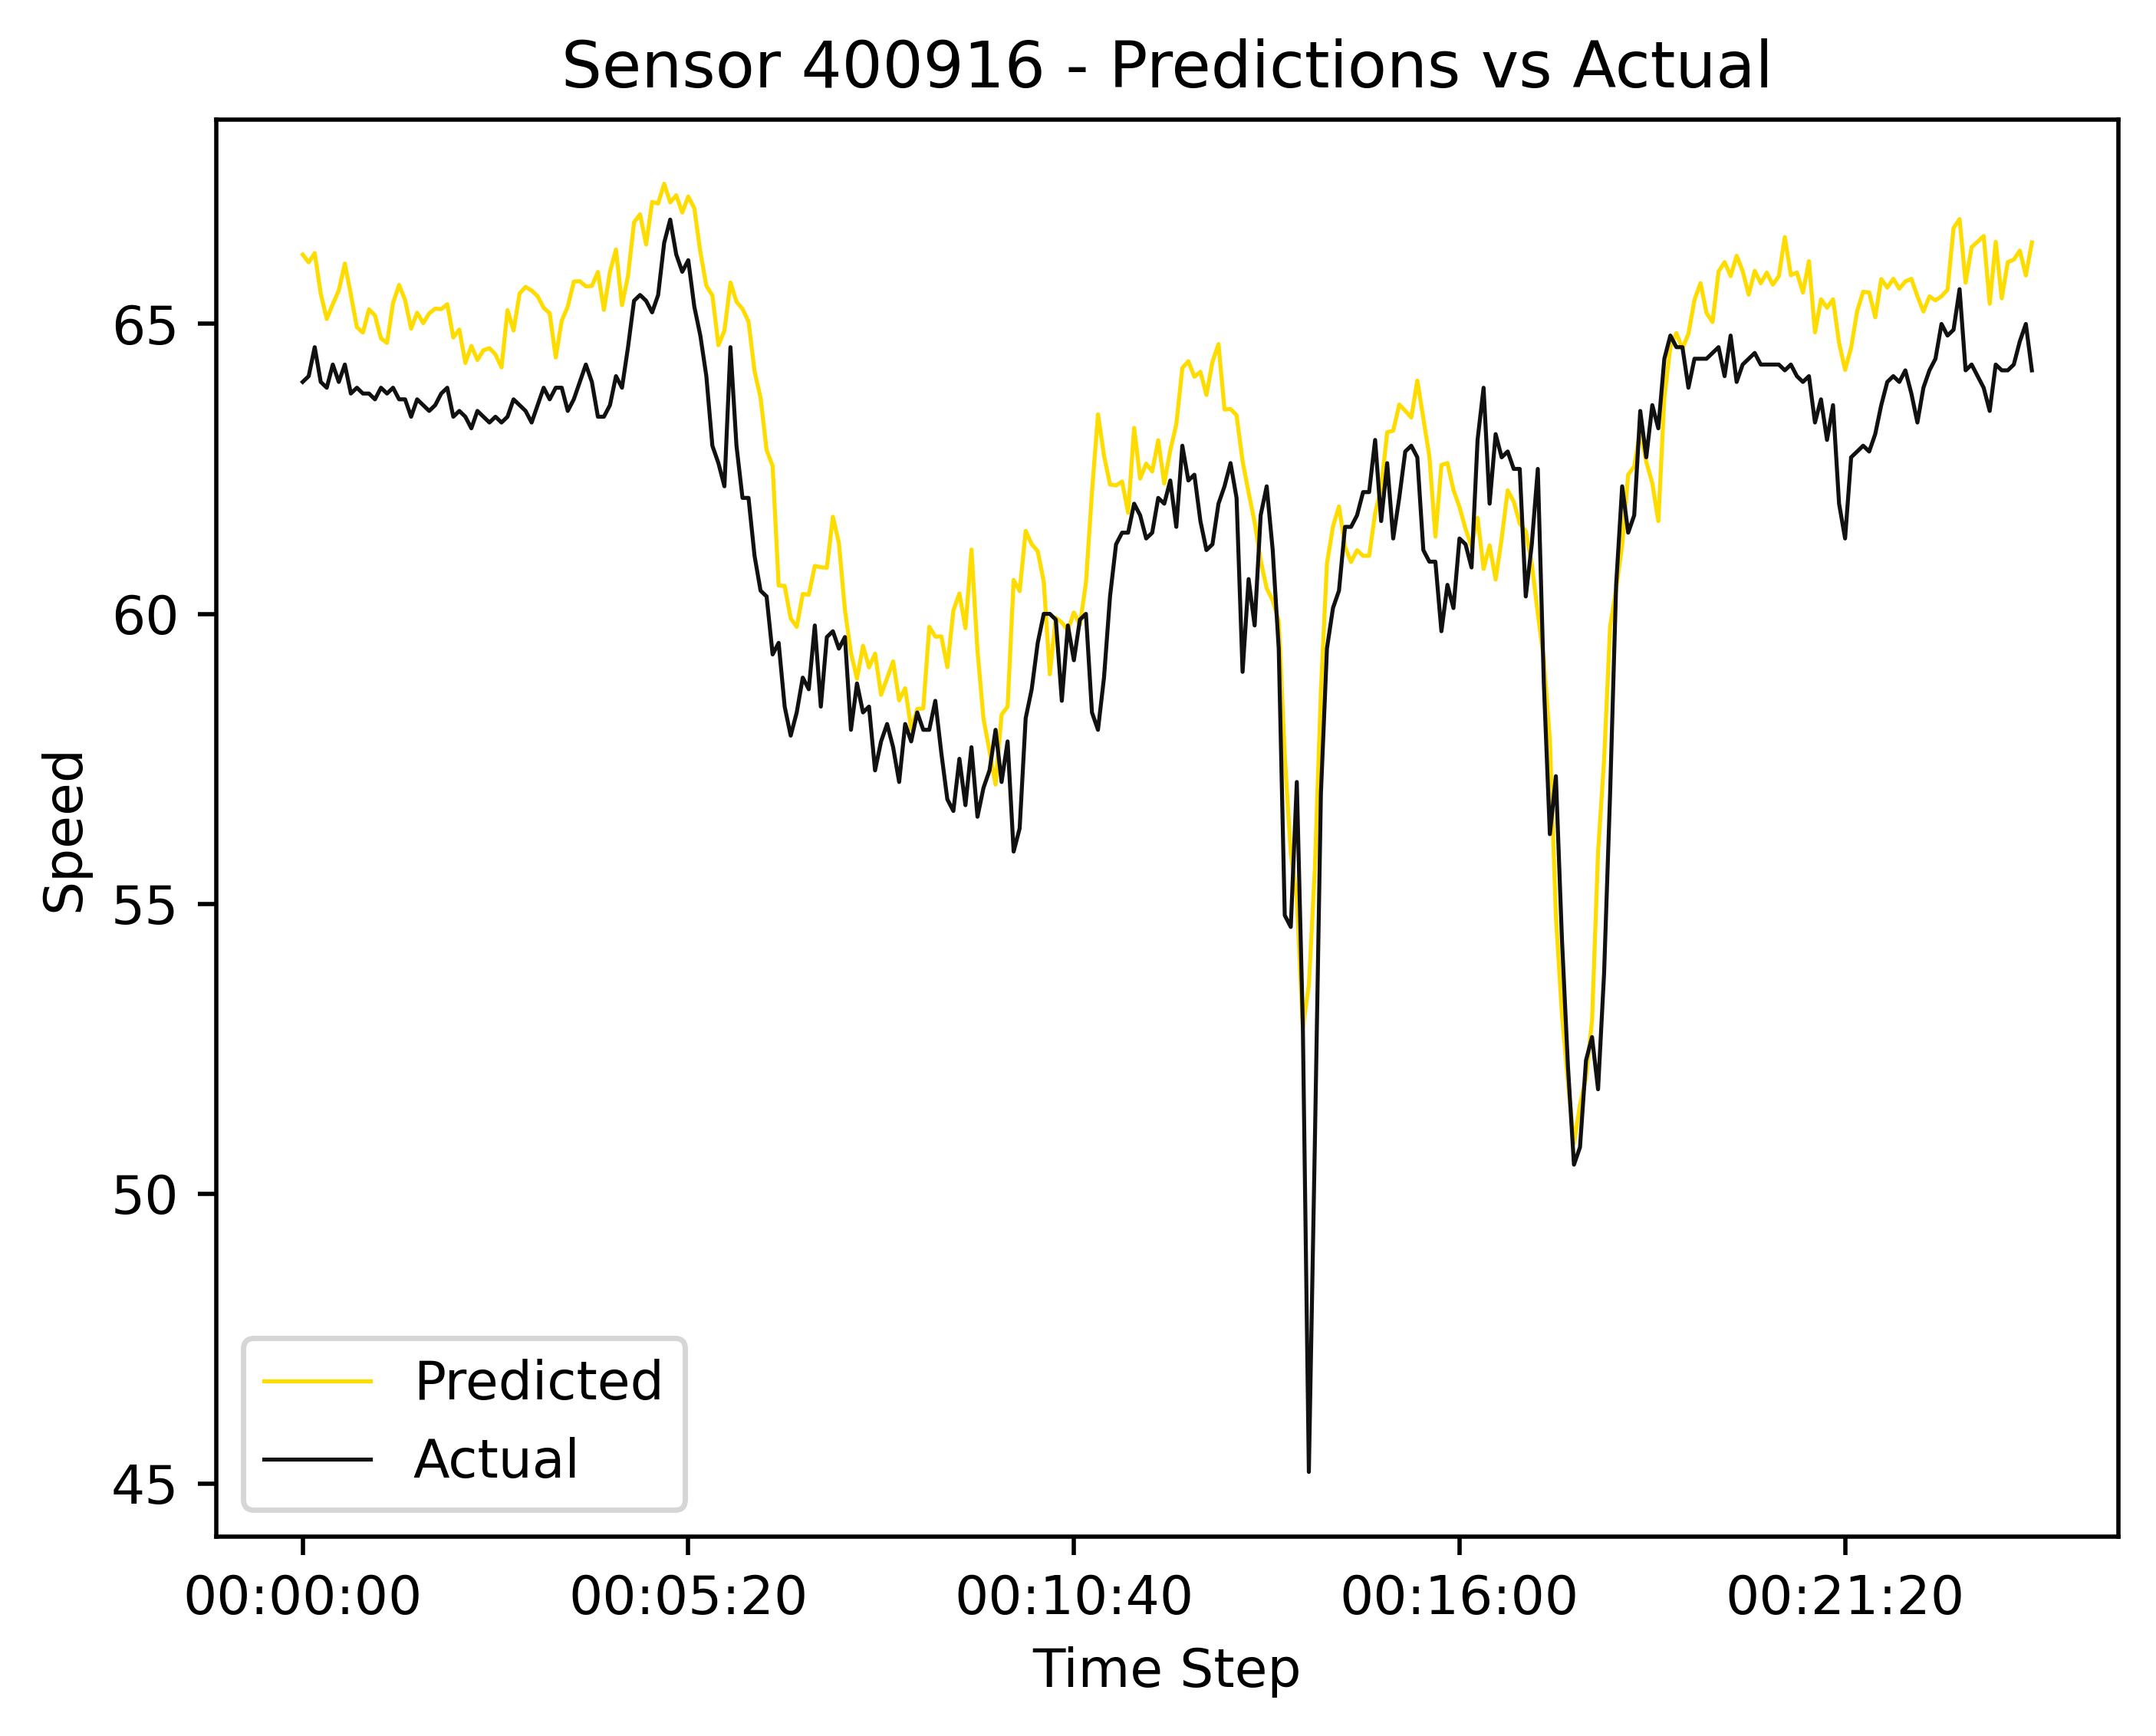 Sensor 400916 - Predictions vs Actual
Speed
65
60
55
50
45
Predicted
Actual
00:00:00 00:05:20 00:10:40 00:16:00 00:21:20
Time Step